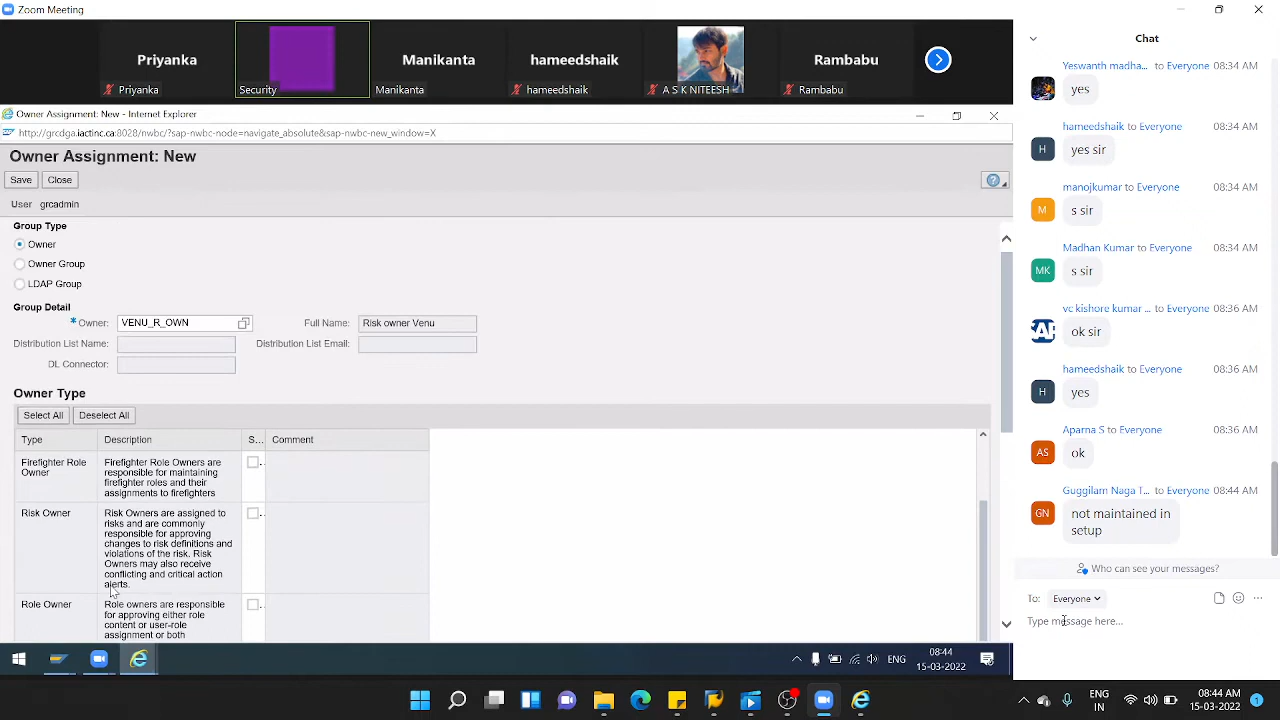 Zoom Meeting
Priyanka
Manikanta
hameedshaik
Rambabu
Priyanka
Security
Manikanta
hameedshaik
A S K NITEESH
Rambabu
Owner Assignment: New - Internet Explorer
http://grcdga.iactinc.ca:8028/nwbc/?sap-nwbc-node=navigate_absolute&sap-nwbc-new_window=X
Owner Assignment: New
Save Close
User grcadmin
Group Type
Owner
Owner Group
LDAP Group
Group Detail
* Owner: VENU_R_OWN Full Name: Risk owner Venu
Distribution List Name: Distribution List Email:
DL Connector:
Owner Type
Select All Deselect All
Type Description S... Comment
Firefighter Role Owner
Firefighter Role Owners are
responsible for maintaining
firefighter roles and their
assignments to firefighters
Risk Owner
Risk Owners are assigned to
risks and are commonly
responsible for approving
changes to risk definitions and
violations of the risk. Risk
Owners may also receive
conflicting and critical action
alerts.
Role Owner
Role owners are responsible
for approving either role
content or user-role
assignment or both
ENG
08:44
15-03-2022
Chat
Yeswanth madha... to Everyone 08:34 AM
yes
hameedshaik to Everyone 08:34 AM
H
yes sir
manojkumar to Everyone 08:34 AM
M
s sir
Madhan Kumar to Everyone 08:34 AM
MK
s sir
vc kishore kumar ... to Everyone 08:36 AM
ok sir
hameedshaik to Everyone 08:36 AM
H
yes
Aparna S to Everyone 08:36 AM
AS
ok
Guggilam Naga T... to Everyone 08:44 AM
GN
not maintained in
setup
Who can see your messages?
To: Everyone
Type message here...
ENG
IN
08:44 AM
15-03-2022